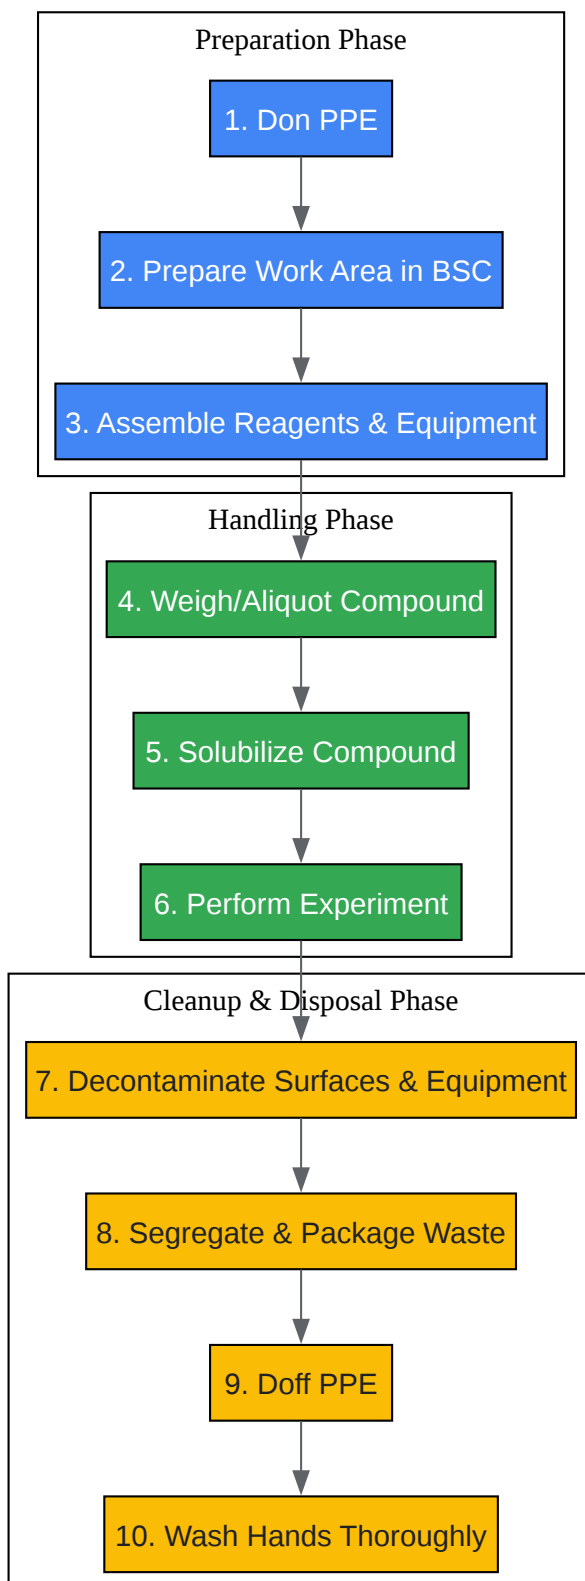 Preparation Phase
1. Don PPE
2. Prepare Work Area in BSC
3. Assemble Reagents & Equipment
Handling Phase
4. Weigh/Aliquot Compound
5. Solubilize Compound
6. Perform Experiment
Cleanup & Disposal Phase
7. Decontaminate Surfaces & Equipment
8. Segregate & Package Waste
9. Doff PPE
10. Wash Hands Thoroughly